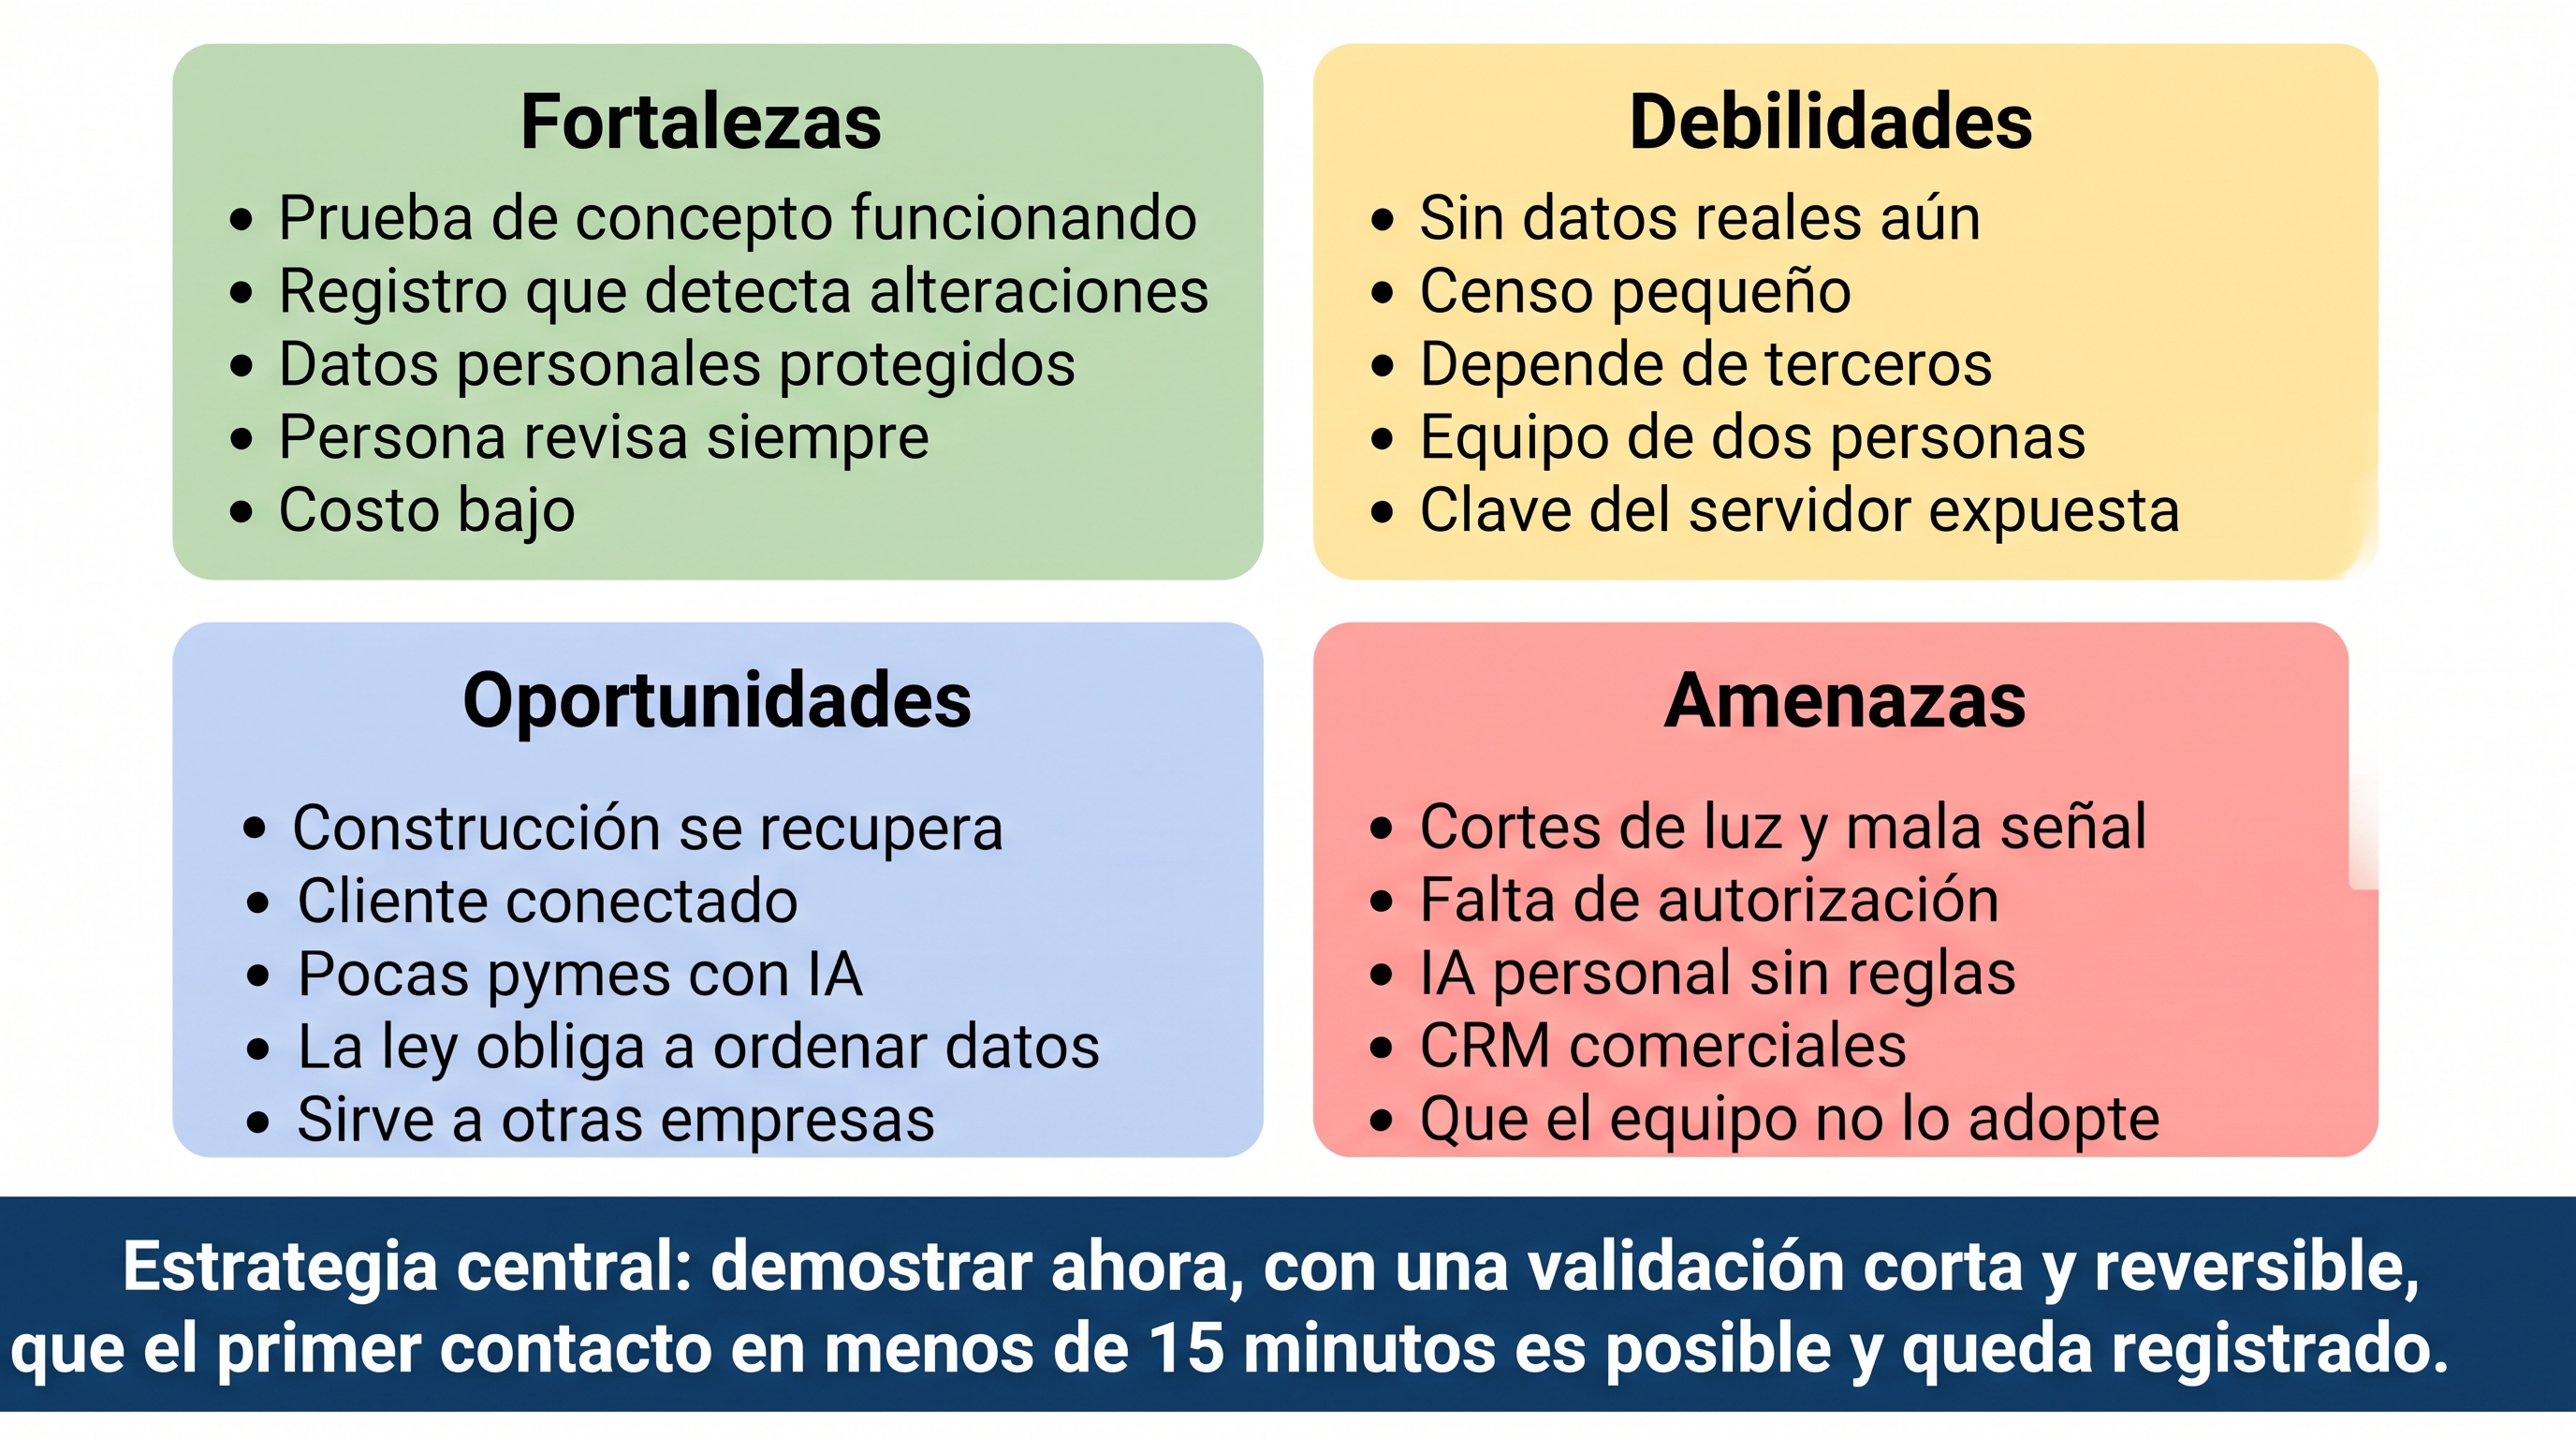 Fortalezas
• Prueba de concepto funcionando
• Registro que detecta alteraciones
• Datos personales protegidos
• Persona revisa siempre
• Costo bajo
Debilidades
• Sin datos reales aún
• Censo pequeño
• Depende de terceros
• Equipo de dos personas
• Clave del servidor expuesta
Oportunidades
• Construcción se recupera
• Cliente conectado
• Pocas pymes con IA
• La ley obliga a ordenar datos
• Sirve a otras empresas
Amenazas
• Cortes de luz y mala señal
• Falta de autorización
• IA personal sin reglas
• CRM comerciales
• Que el equipo no lo adopte
Estrategia central: demostrar ahora, con una validación corta y reversible,
que el primer contacto en menos de 15 minutos es posible y queda registrado.